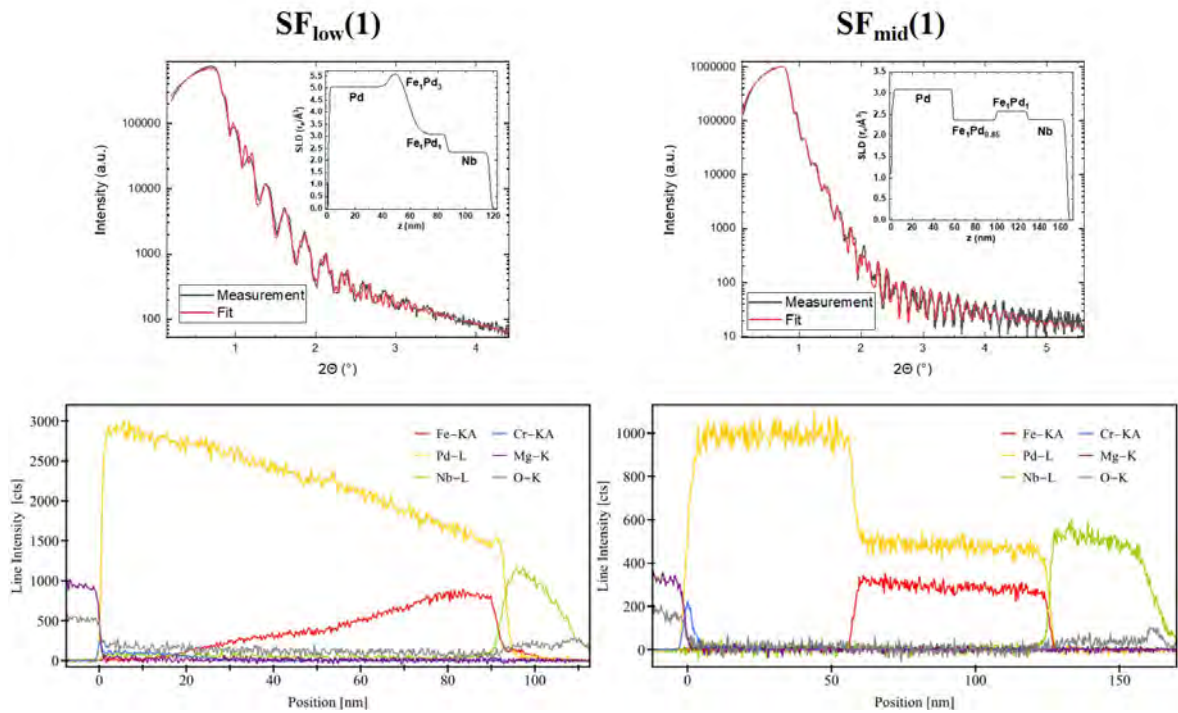 SFlow(1)
SFmid(1)
Intensity (a.u.)
100000
10000
1000
100
1
2
3
4
2Θ (°)
Measurement
Fit
SLD (re/Å3)
5.5
5.0
4.5
4.0
3.5
3.0
2.5
2.0
1.5
1.0
0.5
0.0
0 20 40 60 80 100 120
z (nm)
Pd
Fe1Pd3
Fe1Pd1
Nb
Intensity (a.u.)
1000000
100000
10000
1000
100
10
1
2
3
4
5
2Θ (°)
Measurement
Fit
SLD (re/Å3)
3.5
3.0
2.5
2.0
1.5
1.0
0.5
0.0
0 20 40 60 80 100 120 140 160
z (nm)
Pd
Fe1Pd1
Fe1Pd0.85
Nb
Line Intensity [cts]
3000
2500
2000
1500
1000
500
0
0 20 40 60 80 100
Position [nm]
Fe–KA Cr–KA
Pd–L Mg–K
Nb–L O–K
Line Intensity [cts]
1000
800
600
400
200
0
0 50 100 150
Position [nm]
Fe–KA Cr–KA
Pd–L Mg–K
Nb–L O–K